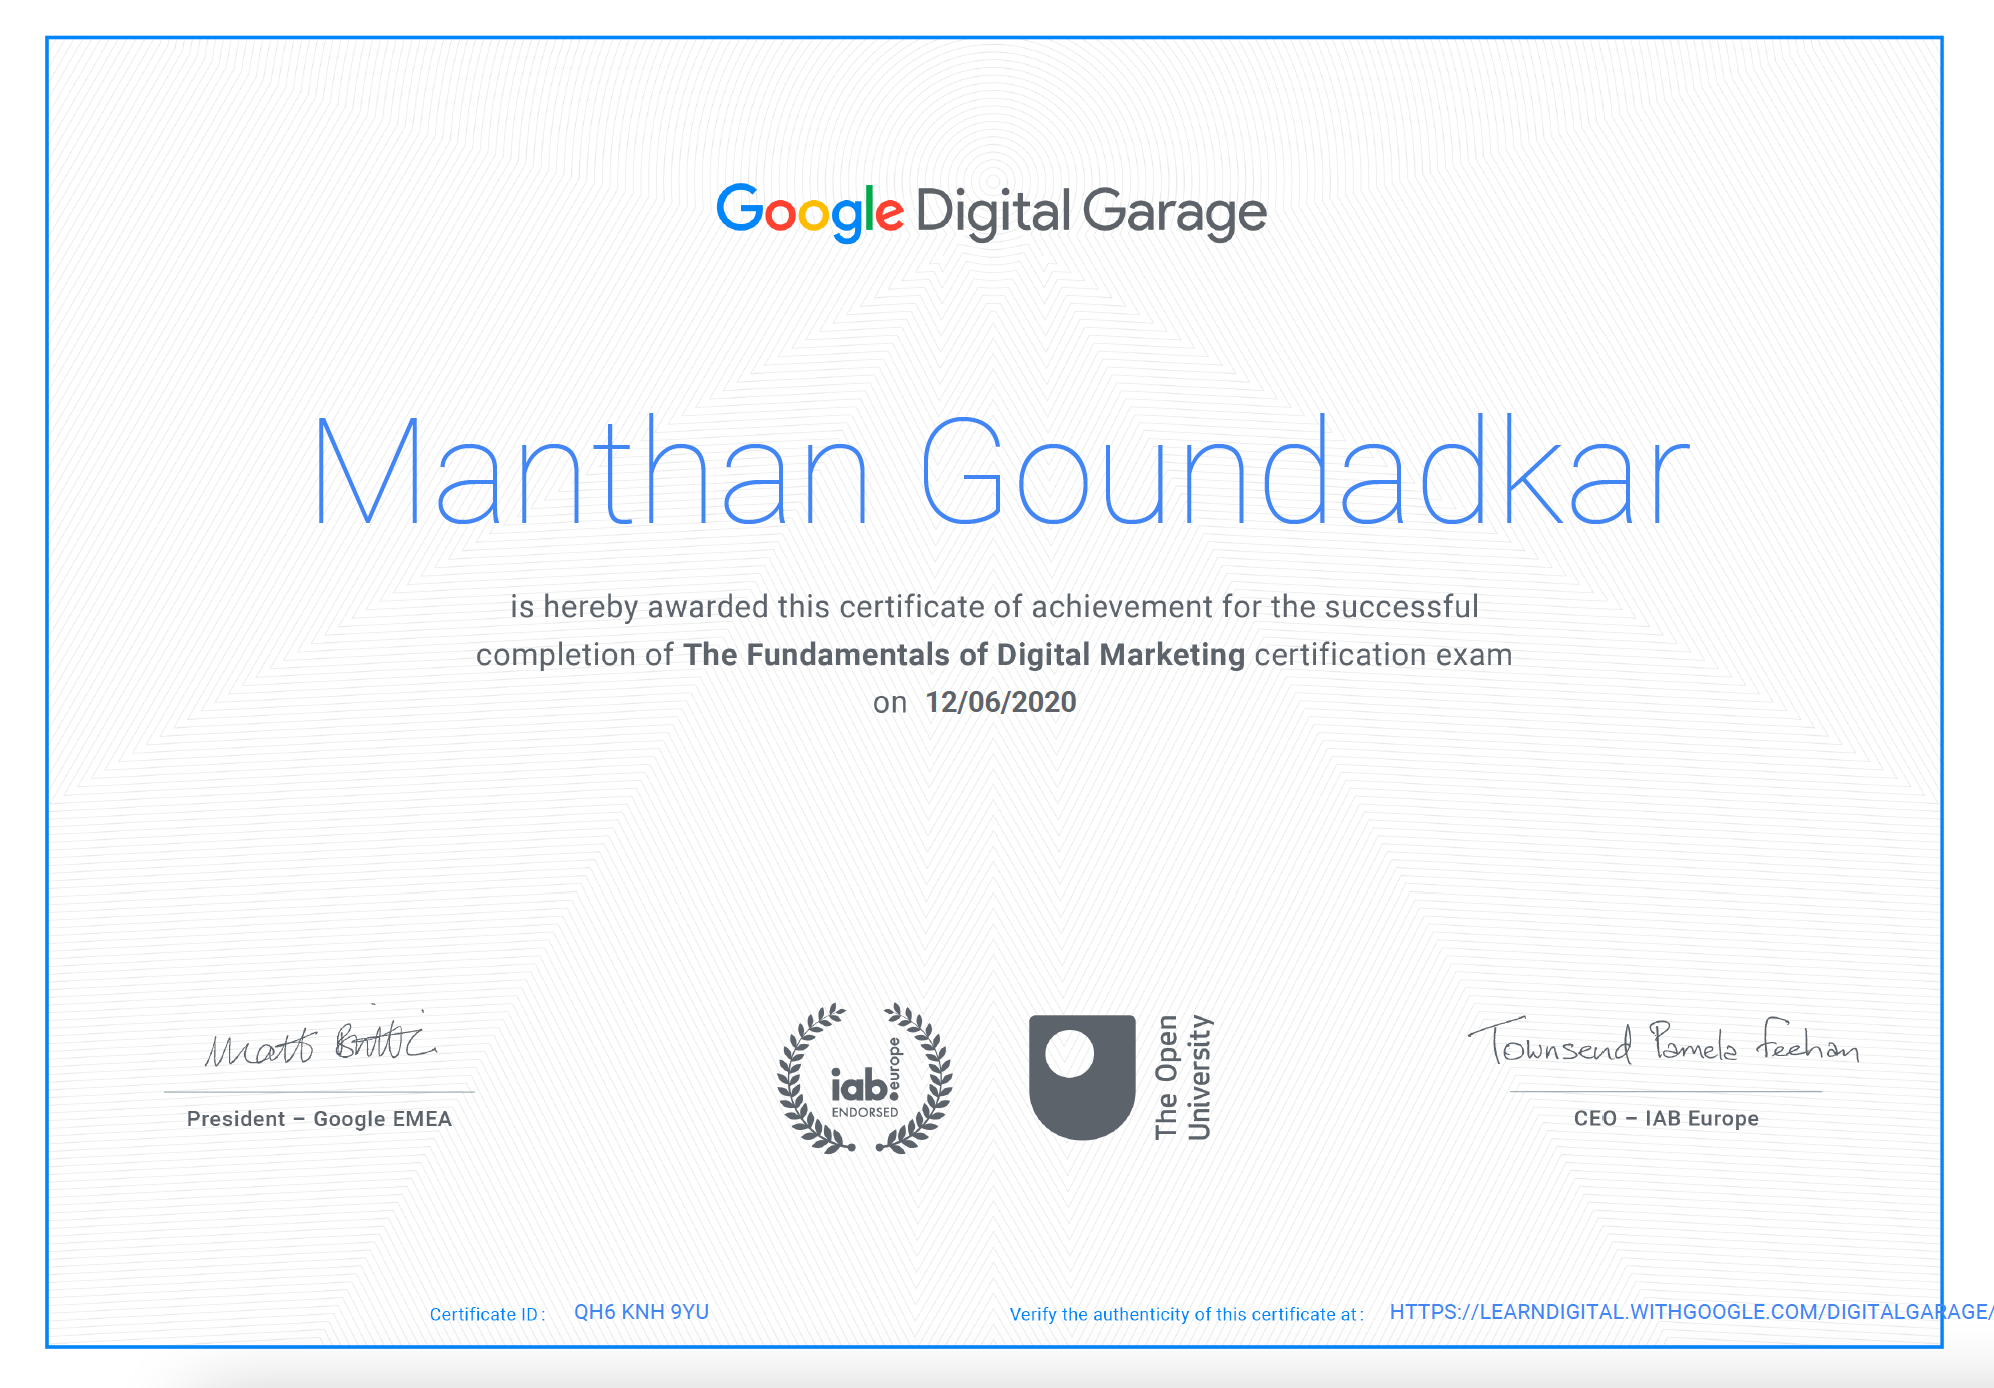 Google Digital Garage
Manthan Goundadkar
is hereby awarded this certificate of achievement for the successful
completion of The Fundamentals of Digital Marketing certification exam
on 12/06/2020
Matt Brittin
President – Google EMEA
iab.
europe
ENDORSED
The Open
University
Townsend Pamela Feehan
CEO – IAB Europe
Certificate ID : QH6 KNH 9YU
Verify the authenticity of this certificate at : HTTPS://LEARNDIGITAL.WITHGOOGLE.COM/DIGITALGARAGE/